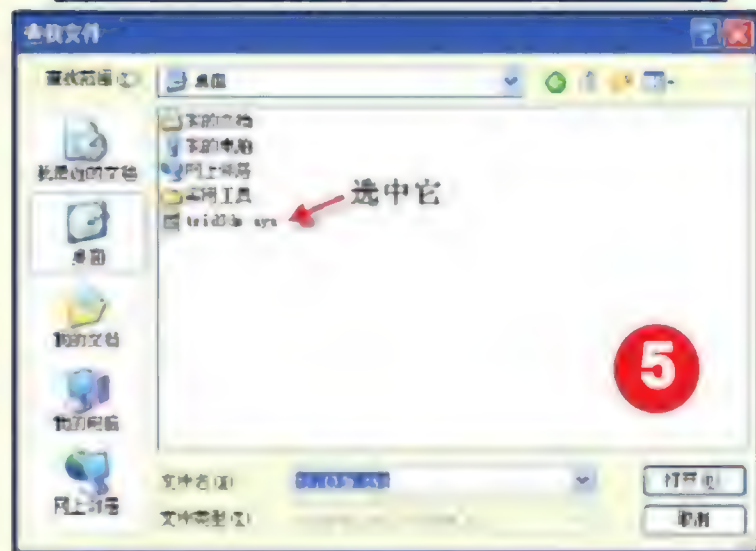 查找文件
查找范围(I):
桌面
我的文档
我的电脑
网上邻居
实用工具
选中它
我最近的文档
桌面
我的文档
我的电脑
网上邻居
5
文件名(N):
打开(O)
文件类型(T):
取消